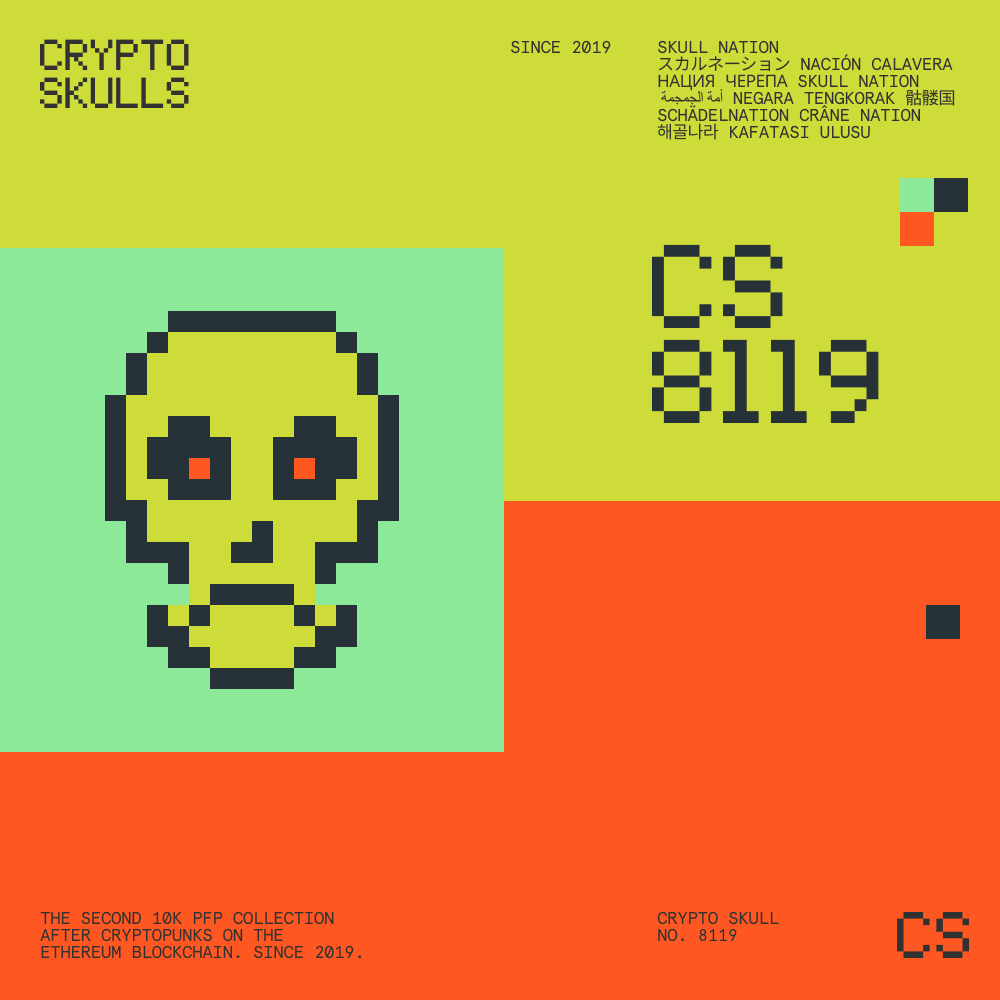 CRYPTO
SKULLS
SINCE 2019
SKULL NATION
スカルネーション NACIÓN CALAVERA
НАЦИЯ ЧЕРЕПА SKULL NATION
أمة الجمجمة NEGARA TENGKORAK 骷髅国
SCHÄDELNATION CRÂNE NATION
해골나라 KAFATASI ULUSU
CS
8119
THE SECOND 10K PFP COLLECTION
AFTER CRYPTOPUNKS ON THE
ETHEREUM BLOCKCHAIN. SINCE 2019.
CRYPTO SKULL
NO. 8119
CS